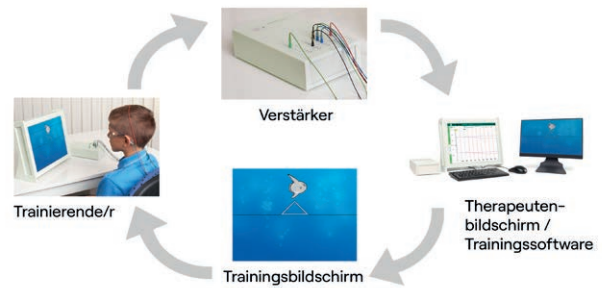 Verstärker
Trainierende/r
Therapeuten-
bildschirm /
Trainingssoftware
Trainingsbildschirm